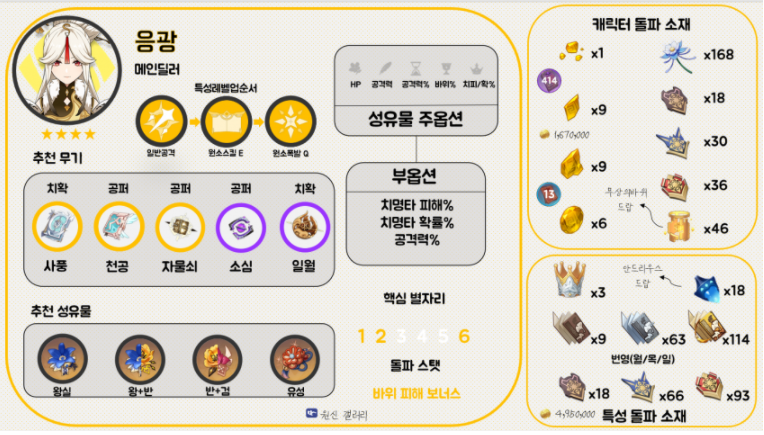 응광
메인딜러
특성레벨업순서
일반공격
원소스킬 E
원소폭발 Q
추천 무기
치확
공퍼
공퍼
공퍼
치확
사풍
천공
자물쇠
소심
일월
추천 성유물
왕실
왕+반
반+검
유성
HP
공격력
공격력%
바위%
치피/확%
성유물 주옵션
부옵션
치명타 피해%
치명타 확률%
공격력%
핵심 별자리
1 2 3 4 5 6
돌파 스탯
바위 피해 보너스
원신 갤러리
캐릭터 돌파 소재
x1
x168
414
x9
x18
1,670,000
x30
x9
x36
13
무상의바위
드랍
x6
x46
안드리우스
드랍
x3
x18
x9
x63
x114
번영(월/목/일)
x18
x66
x93
4,950,000
특성 돌파 소재